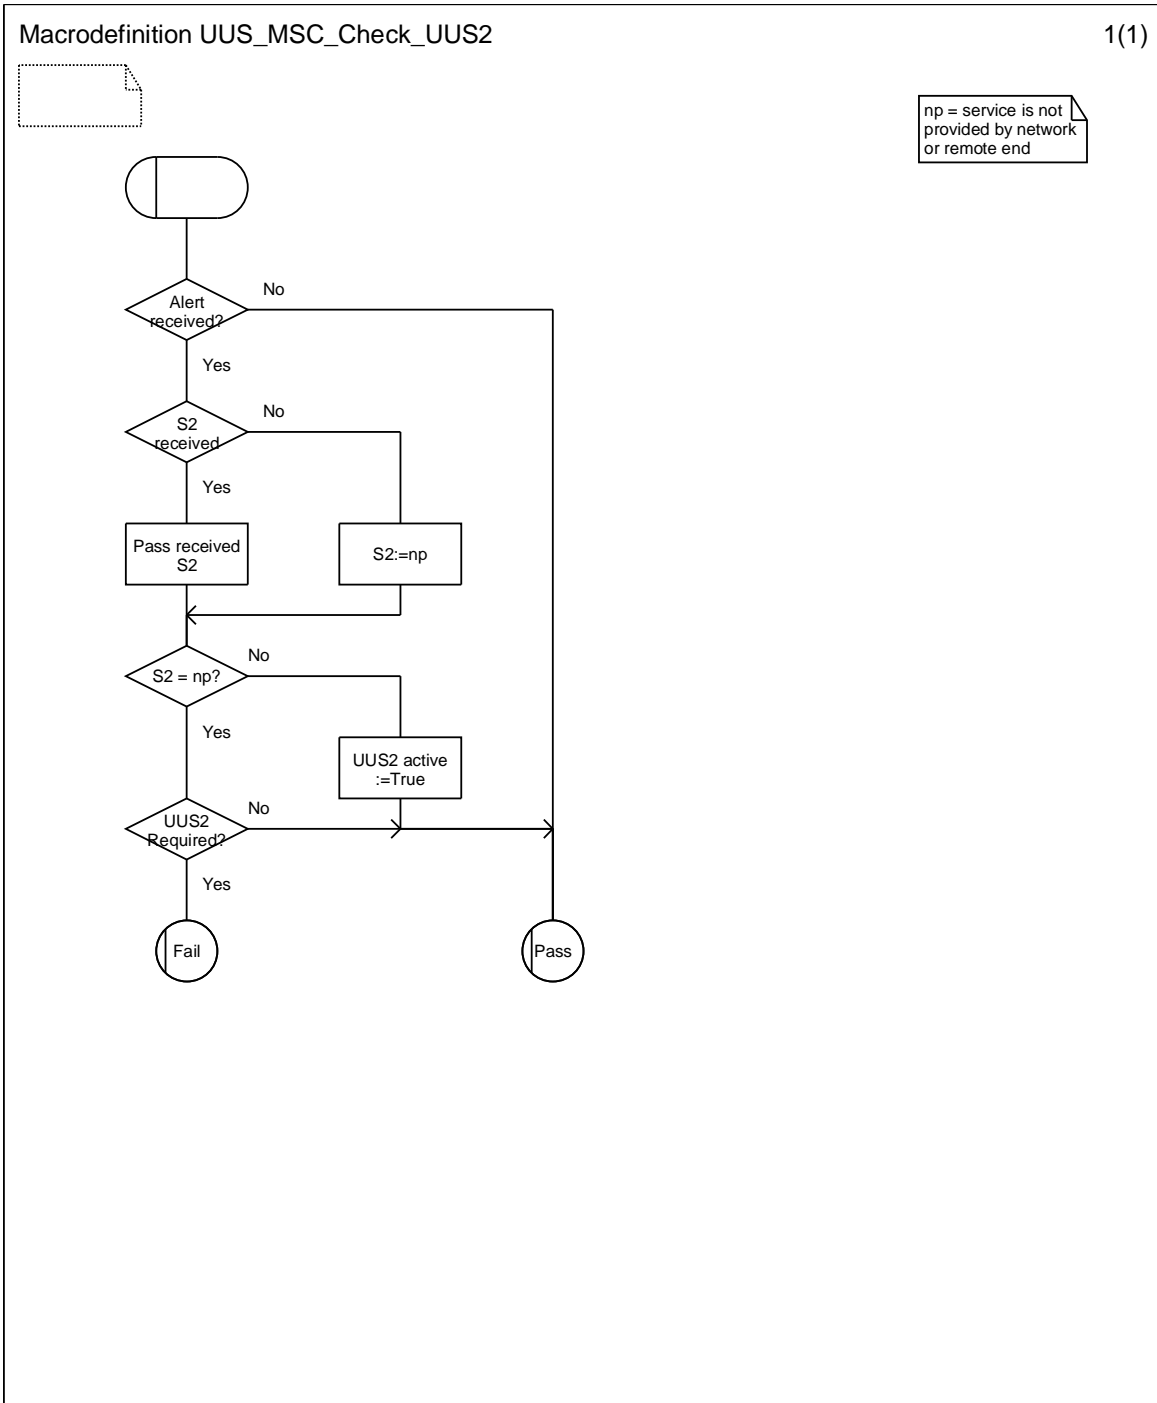 Macrodefinition UUS_MSC_Check_UUS2
1(1)
np = service is not
provided by network
or remote end
Alert
received?
No
Yes
S2
received
No
Yes
Pass received
S2
S2:=np
S2 = np?
No
Yes
UUS2 active
:=True
UUS2
Required?
No
Yes
Fail
Pass